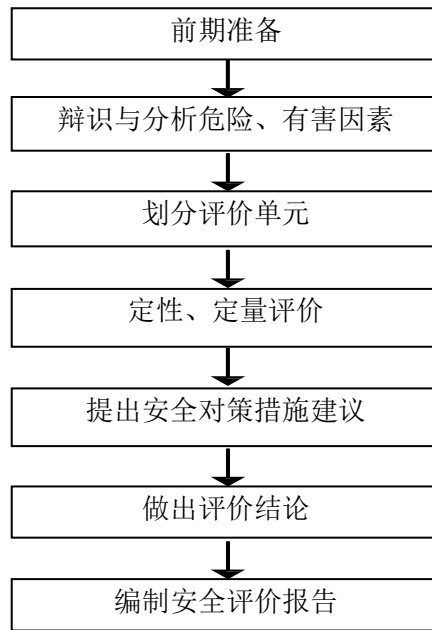 前期准备
辩识与分析危险、有害因素
划分评价单元
定性、定量评价
提出安全对策措施建议
做出评价结论
编制安全评价报告